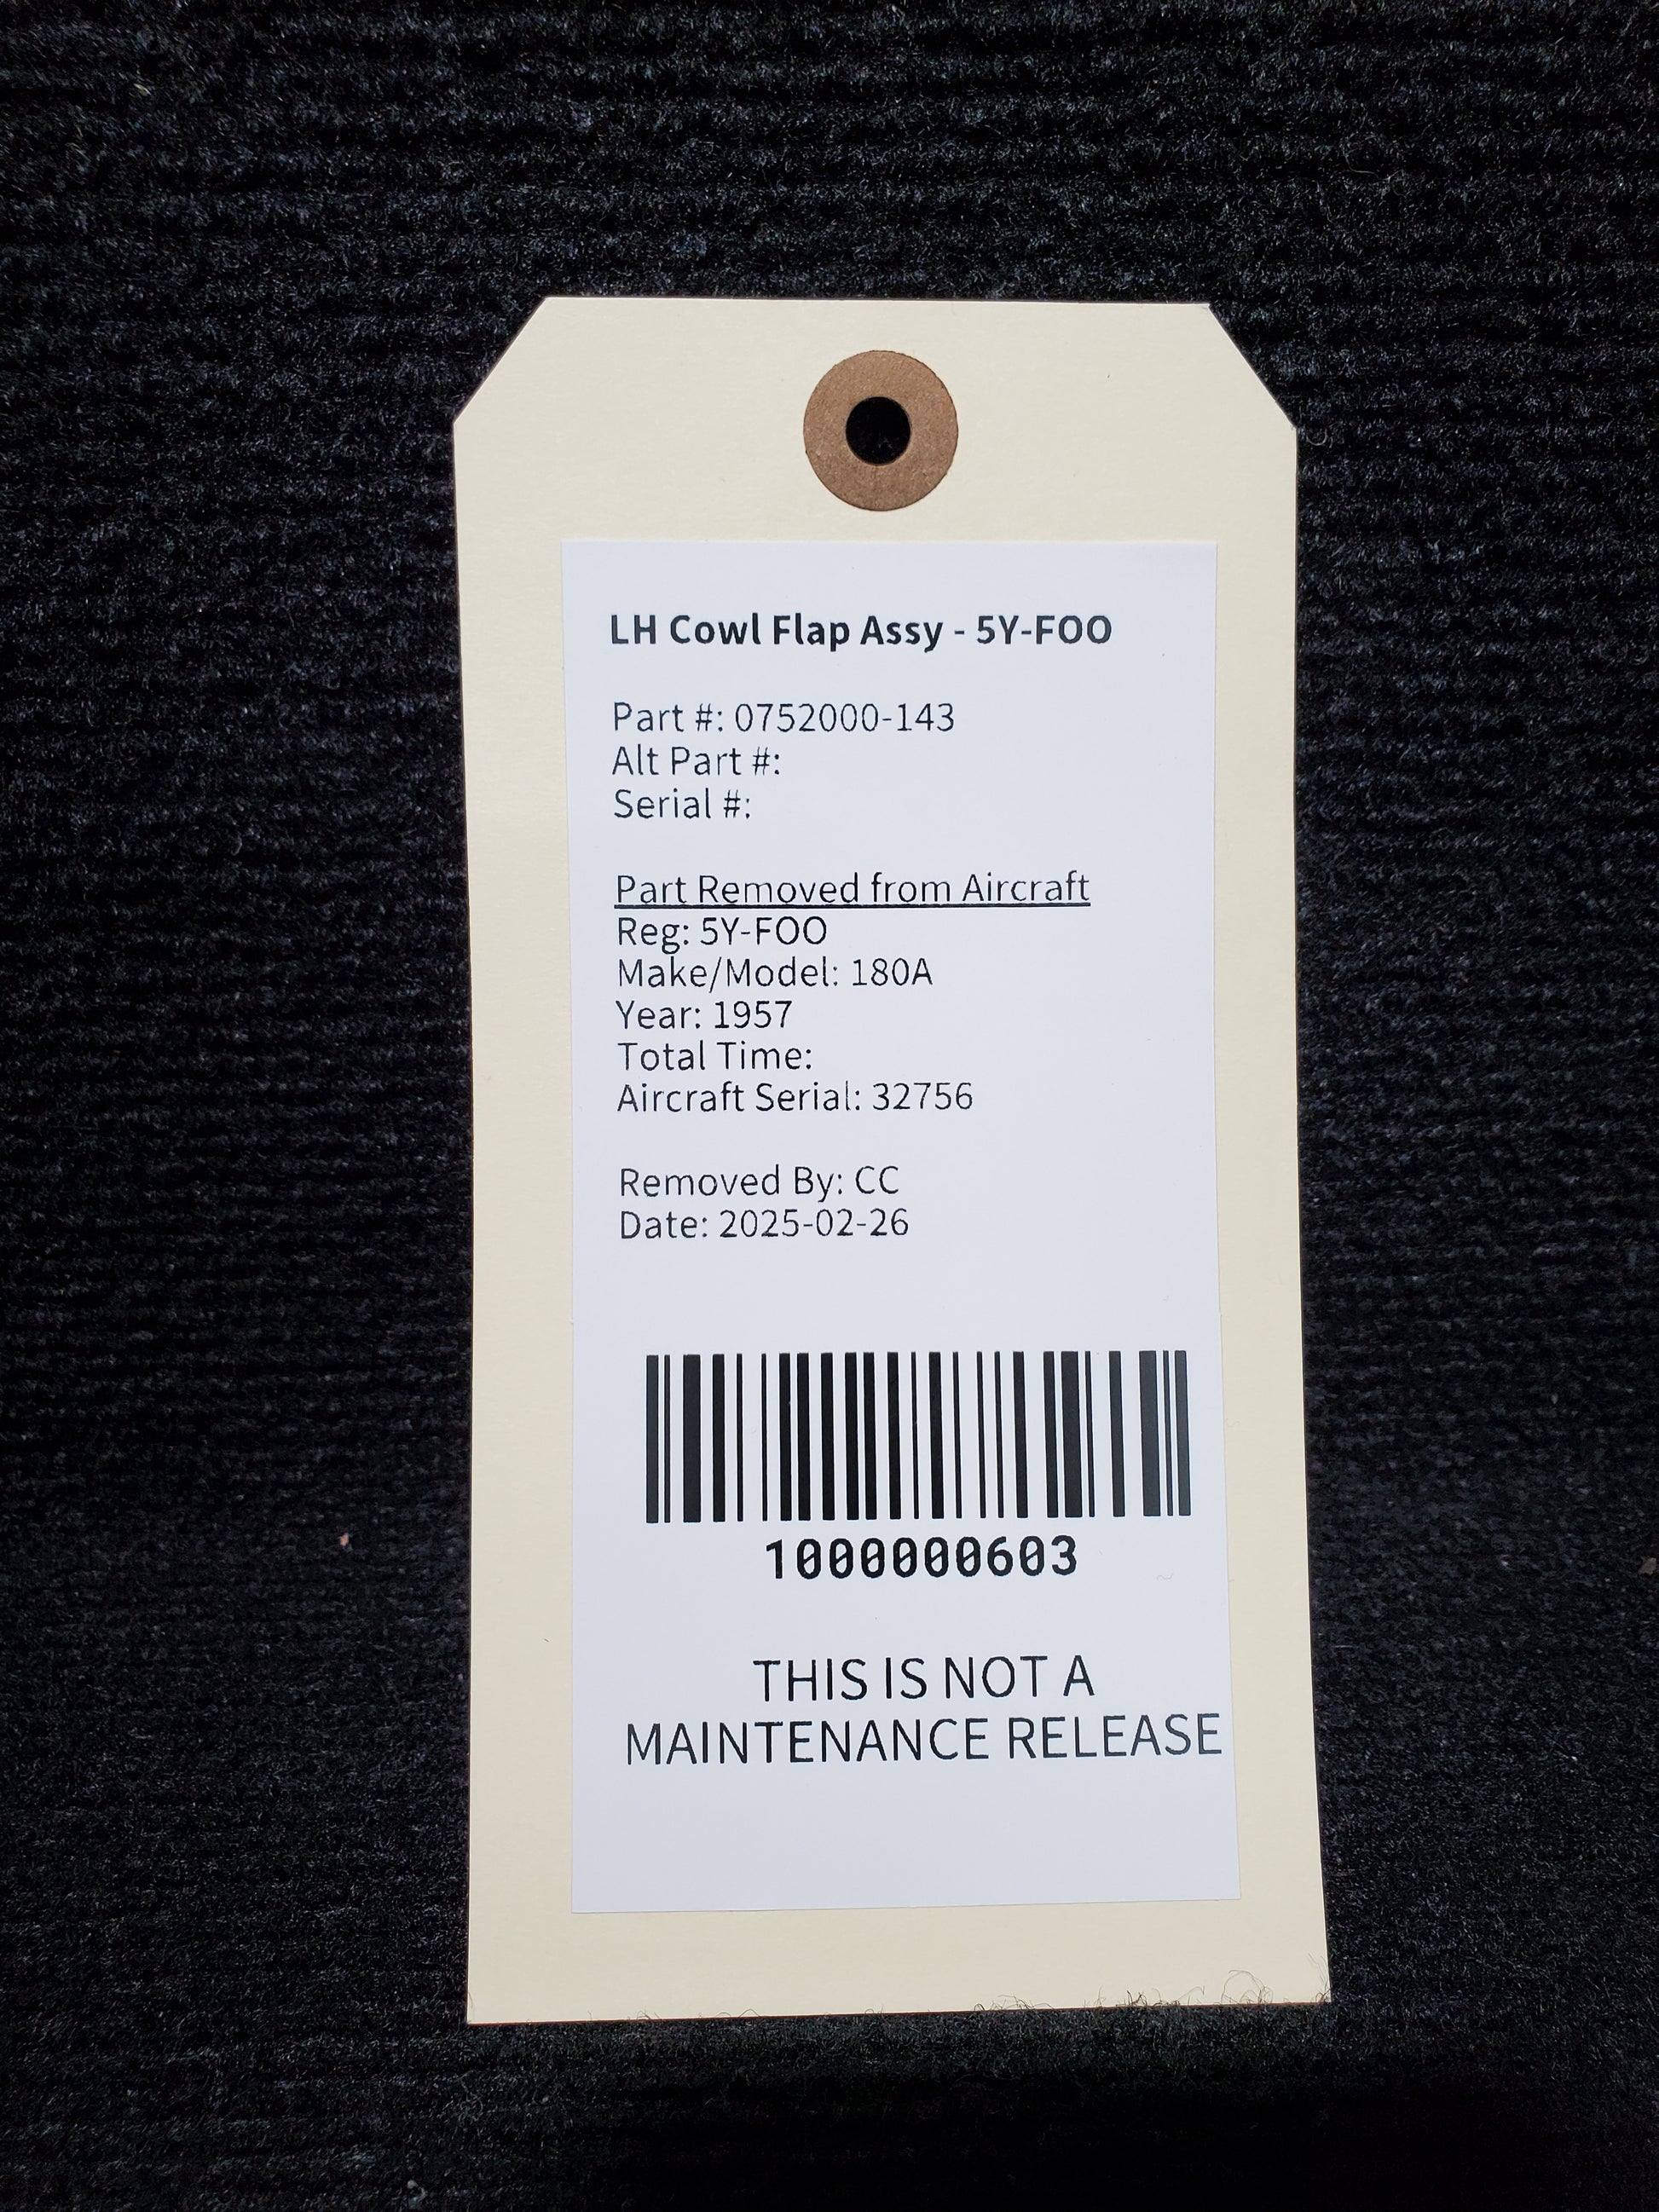 LH Cowl Flap Assy - 5Y-FOO
Part #: 0752000-143
Alt Part #:
Serial #:
Part Removed from Aircraft
Reg: 5Y-FOO
Make/Model: 180A
Year: 1957
Total Time:
Aircraft Serial: 32756
Removed By: CC
Date: 2025-02-26
1000000603
THIS IS NOT A
MAINTENANCE RELEASE